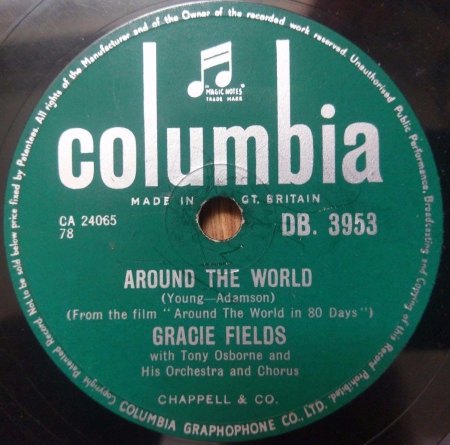 of the Manufacturer and of the Owner of the recorded work reserved. Unauthorised Public Performance, Broadcasting and Copying of this Record Prohibited.
Copyright Patented Record Not to be sold below price fixed by Patentees. All rights
MAGIC NOTES
TRADE MARK
columbia
MADE IN GT. BRITAIN
CA 24065
78
DB. 3953
AROUND THE WORLD
(Young—Adamson)
(From the film "Around The World in 80 Days")
GRACIE FIELDS
with Tony Osborne and
His Orchestra and Chorus
CHAPPELL & CO.
COLUMBIA GRAPHOPHONE CO., LTD.